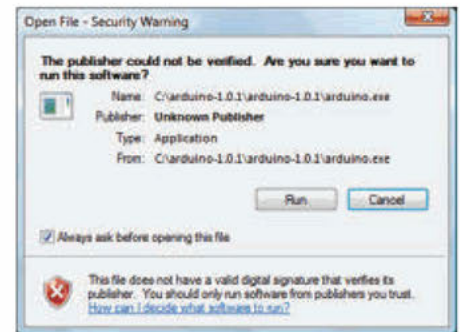 Open File - Security Warning
The publisher could not be verified. Are you sure you want to
run this software?
Name: C:\arduino-1.0.1\arduino-1.0.1\arduino.exe
Publisher: Unknown Publisher
Type: Application
From: C:\arduino-1.0.1\arduino-1.0.1\arduino.exe
Run Cancel
Always ask before opening this file
This file does not have a valid digital signature that verifies its
publisher. You should only run software from publishers you trust.
How can I decide what software to run?